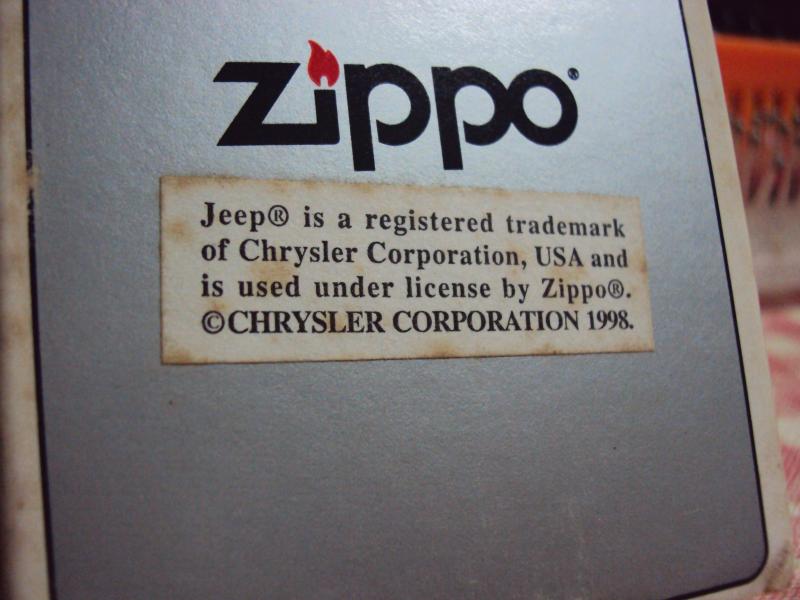 zippo®
Jeep® is a registered trademark
of Chrysler Corporation, USA and
is used under license by Zippo®.
©CHRYSLER CORPORATION 1998.